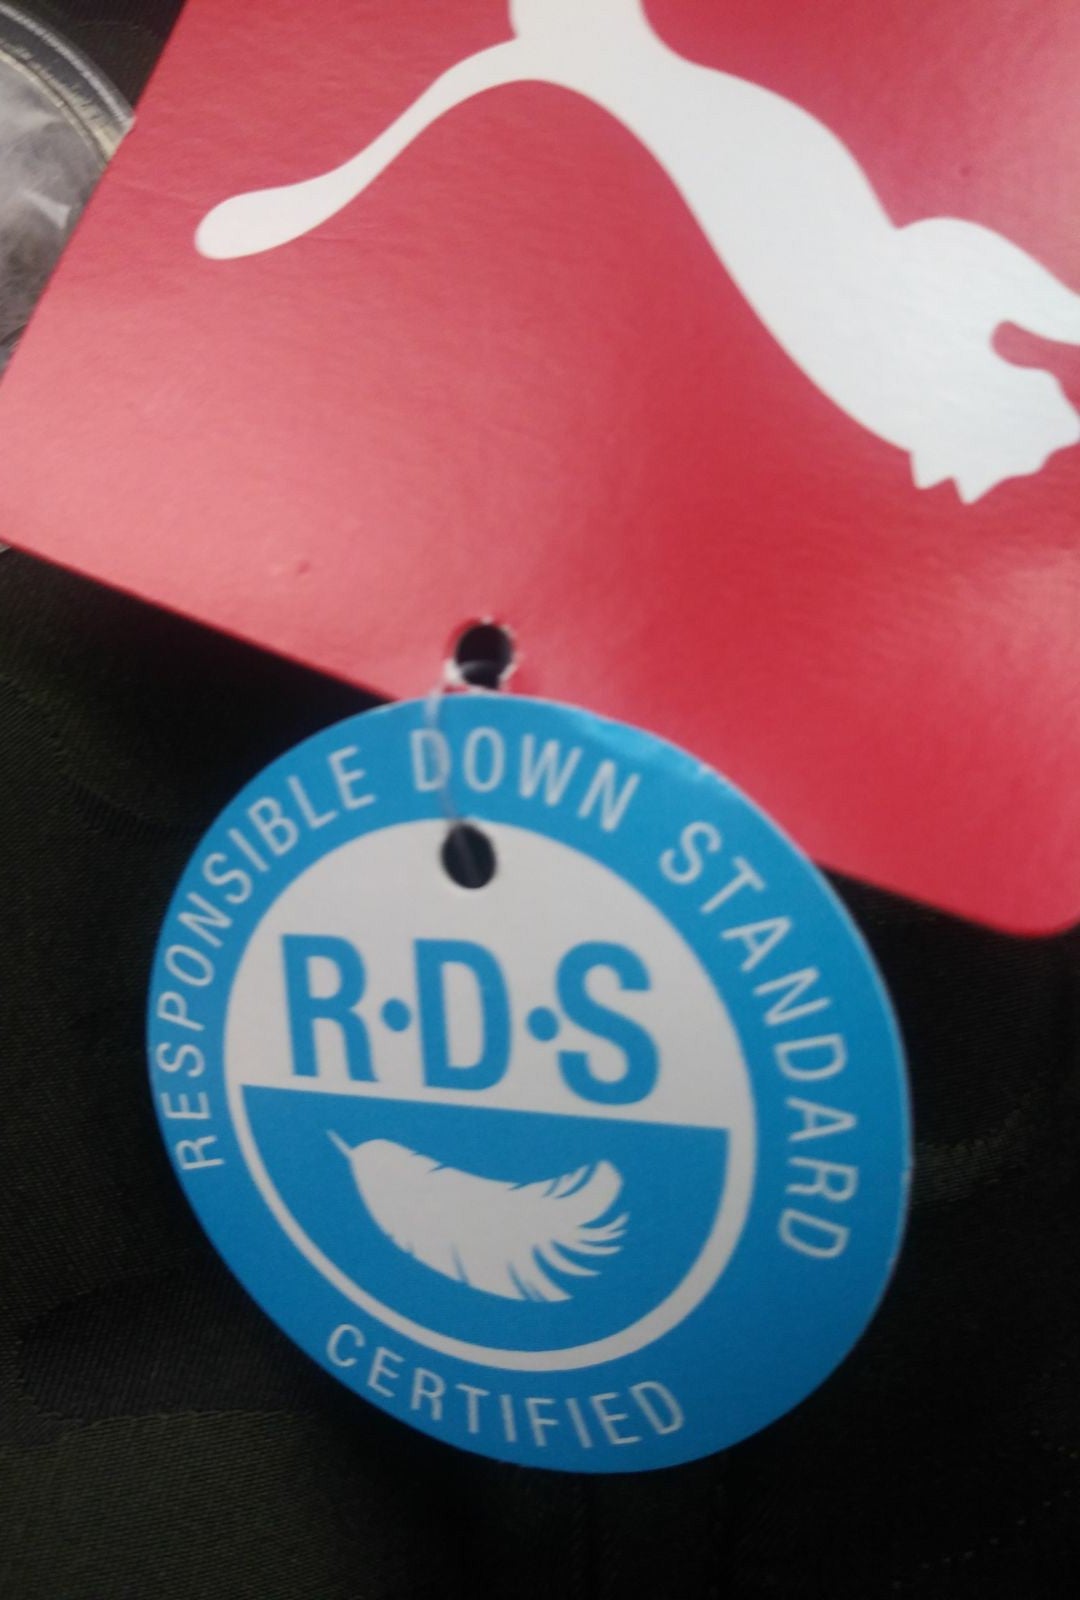 RESPONSIBLE DOWN STANDARD
R·D·S
CERTIFIED